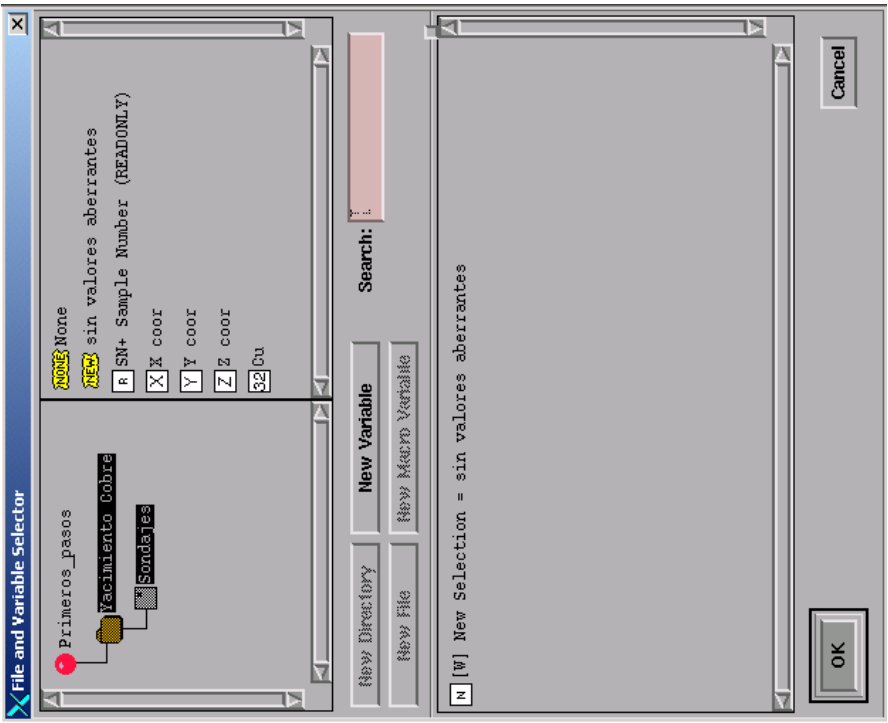 File and Variable Selector
Primeros_pasos
Yacimiento Cobre
Sondajes
NONE None
NEW sin valores aberrantes
R SN+ Sample Number (READONLY)
X X coor
Y Y coor
Z Z coor
32 Cu
New Directory
New Variable
Search:
New File
New Macro Variable
N [W] New Selection = sin valores aberrantes
OK
Cancel